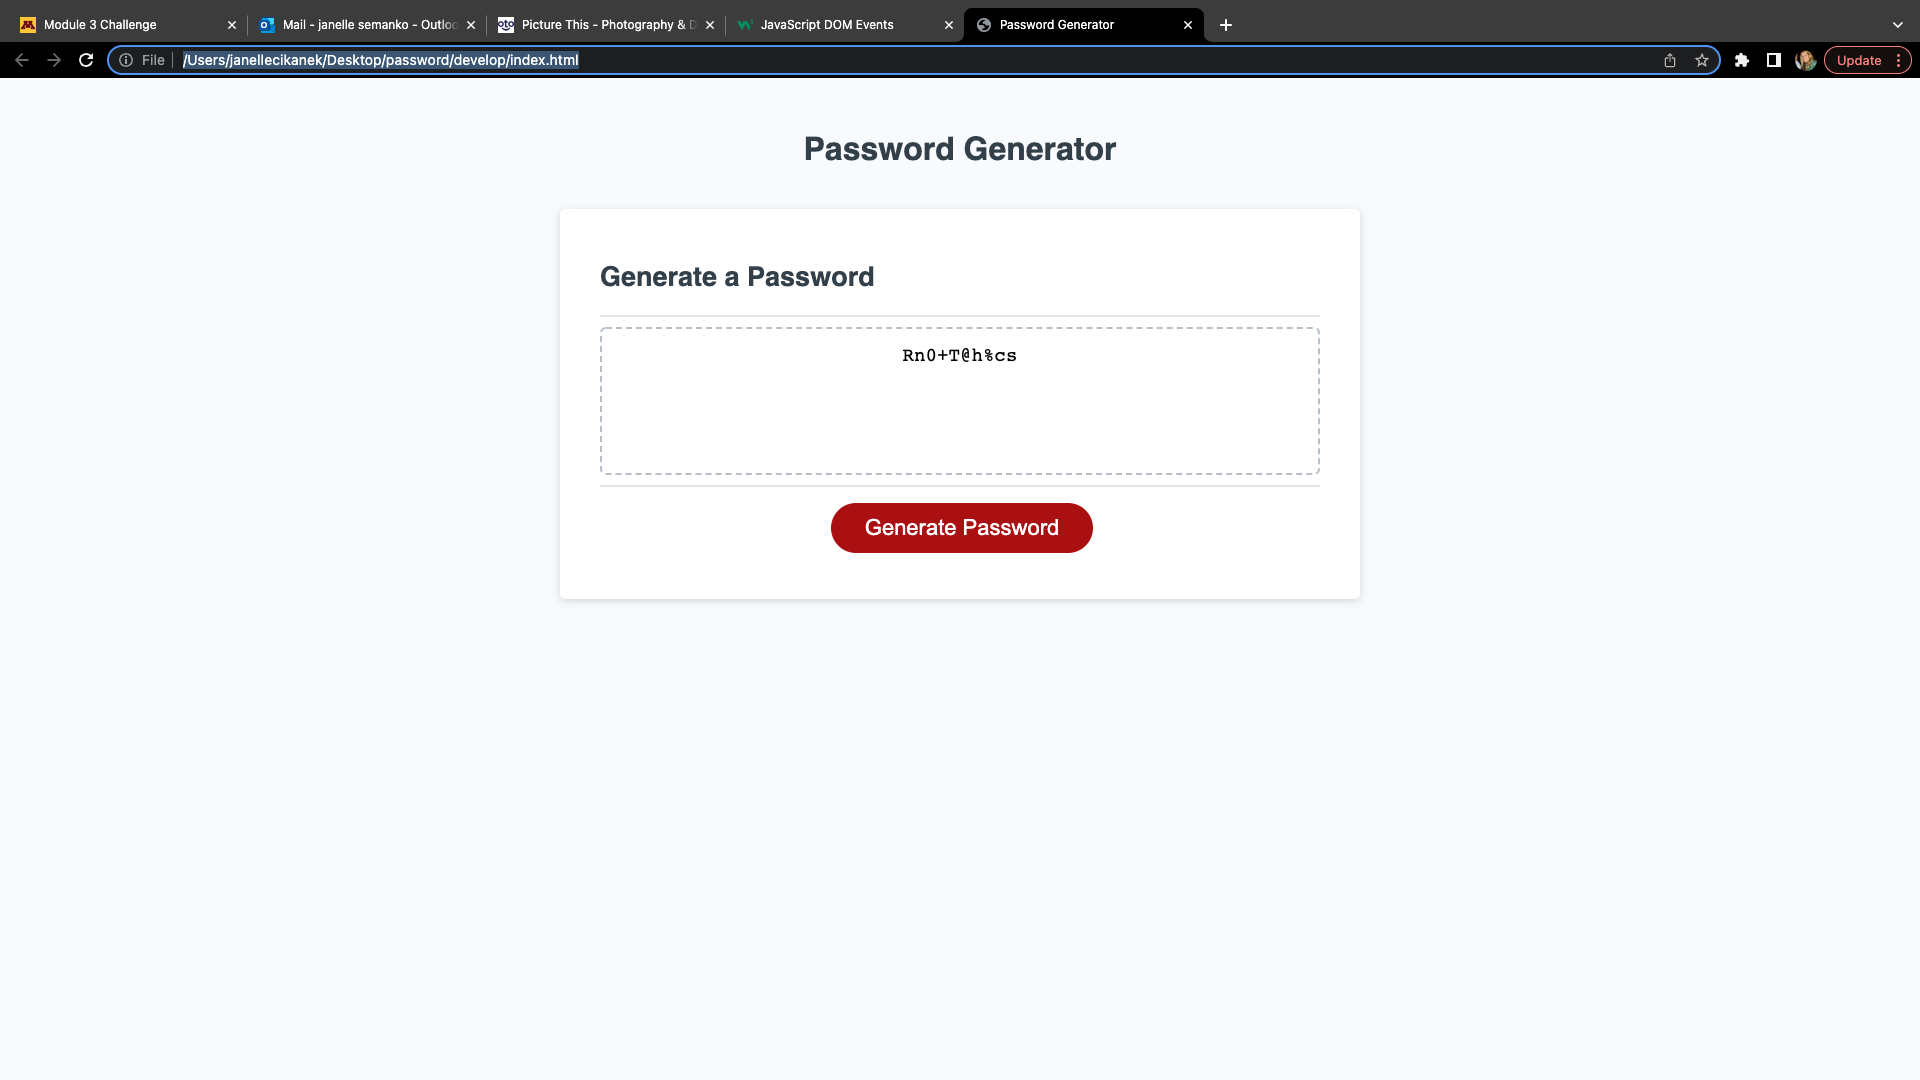 Module 3 Challenge
Mail - janelle semanko - Outloo
Picture This - Photography & D
JavaScript DOM Events
Password Generator
File
/Users/janellecikanek/Desktop/password/develop/index.html
Update
Password Generator
Generate a Password
Rn0+T@h%cs
Generate Password